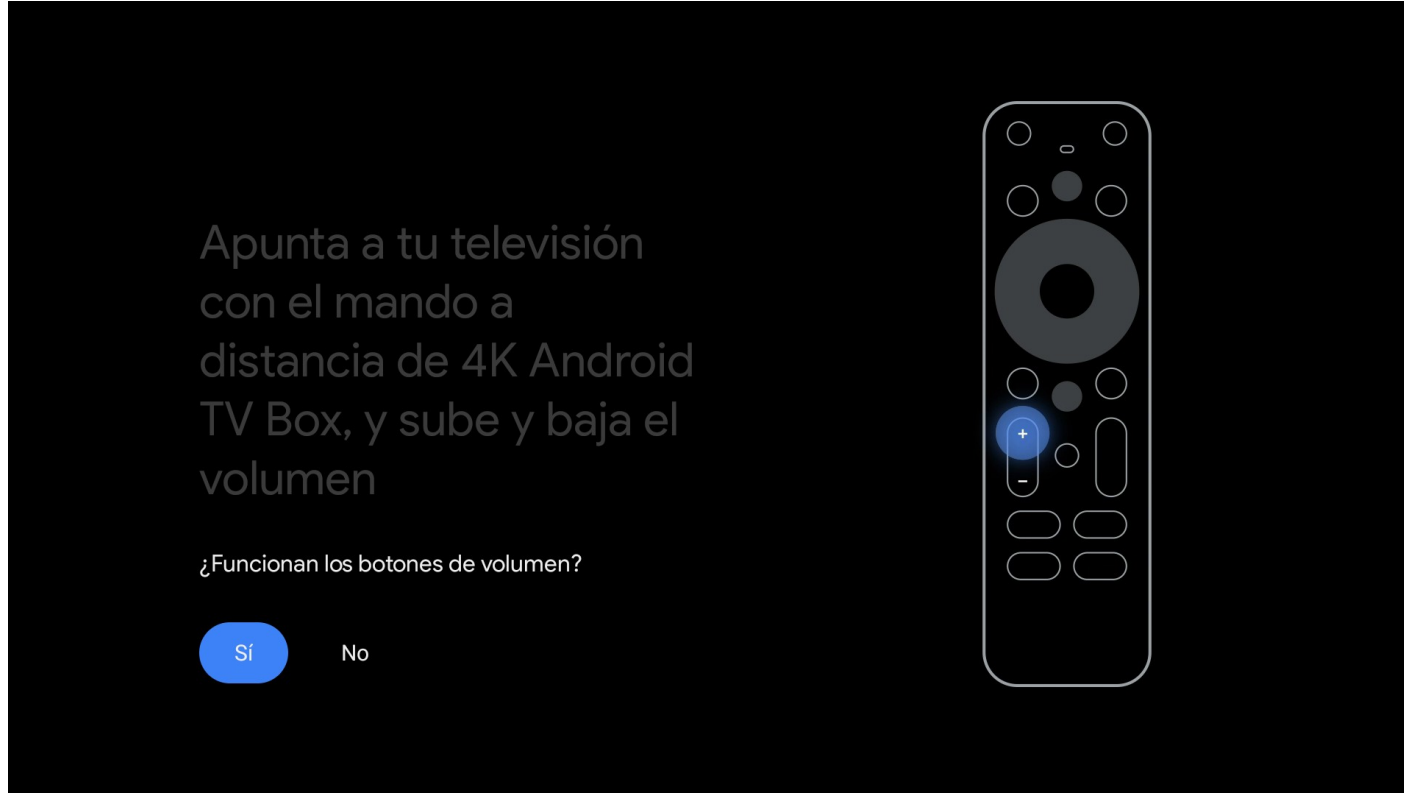 Apunta a tu televisión
con el mando a
distancia de 4K Android
TV Box, y sube y baja el
volumen
¿Funcionan los botones de volumen?
Sí No
+
−